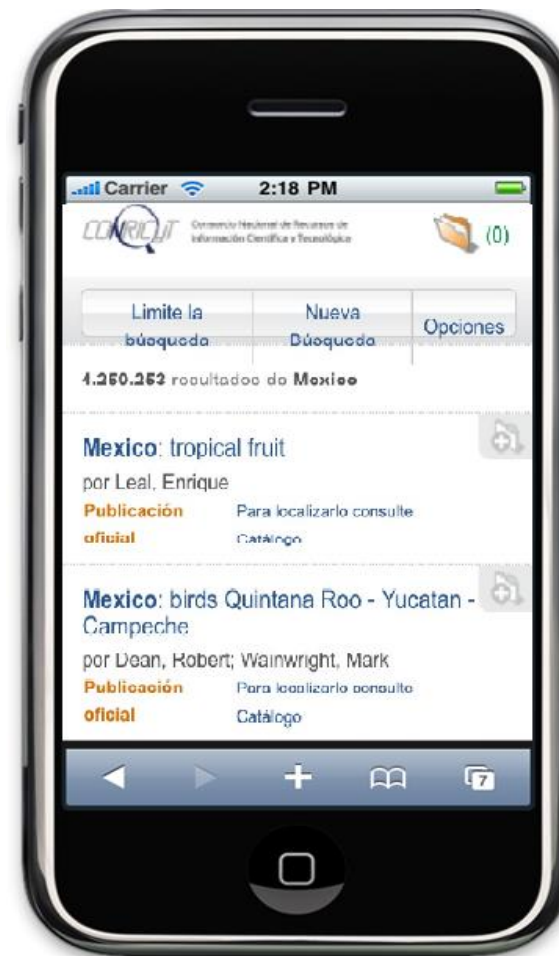 Carrier 2:18 PM
CONRICyT Consorcio Nacional de Recursos de
Información Científica y Tecnológica
(0)
Limite la búsqueda
Nueva Búsqueda
Opciones
1.250.253 resultados de Mexico
Mexico: tropical fruit
por Leal, Enrique
Publicación Para localizarlo consulte
oficial Catálogo
Mexico: birds Quintana Roo - Yucatan -
Campeche
por Dean, Robert; Wainwright, Mark
Publicación Para localizarlo consulte
oficial Catálogo
7